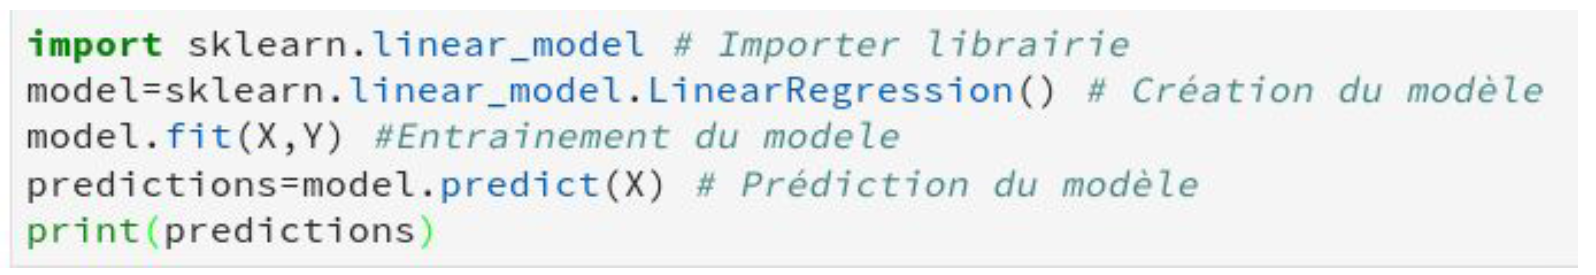 import sklearn.linear_model # Importer librairie
model=sklearn.linear_model.LinearRegression() # Création du modèle
model.fit(X,Y) #Entrainement du modele
predictions=model.predict(X) # Prédiction du modèle
print(predictions)